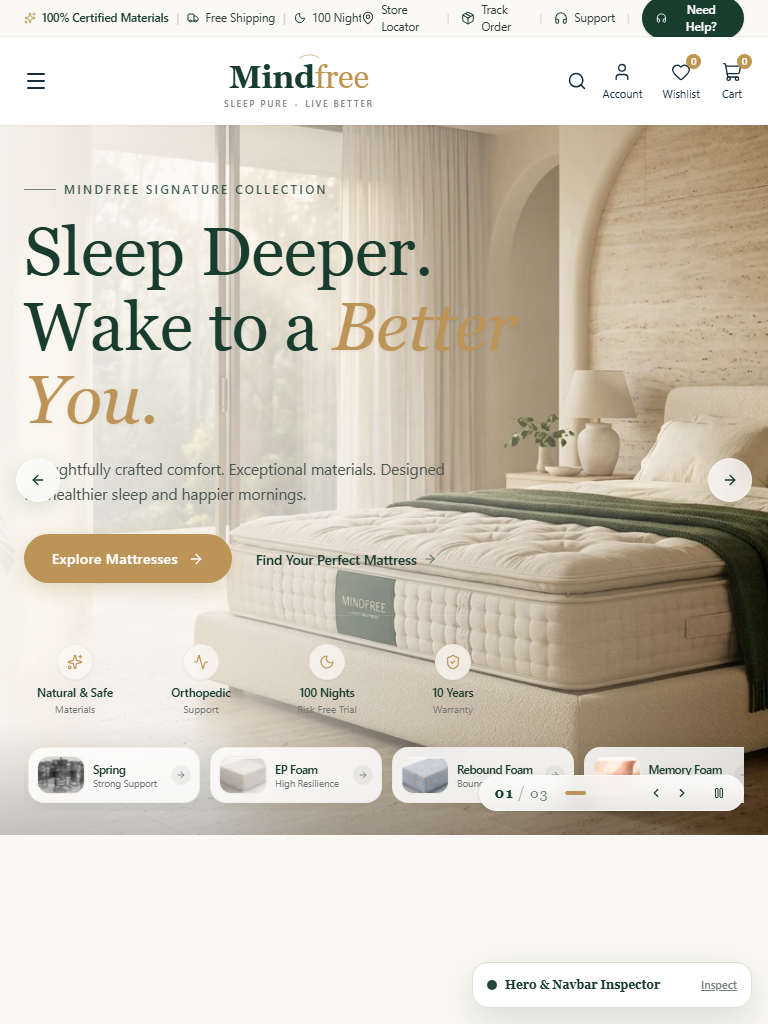 100% Certified Materials | Free Shipping | 100 Night
Store Locator | Track Order | Support | Need Help?
Mindfree
SLEEP PURE • LIVE BETTER
Account
Wishlist 0
Cart 0
MINDFREE SIGNATURE COLLECTION
Sleep Deeper.
Wake to a Better
You.
ghtfully crafted comfort. Exceptional materials. Designed
healthier sleep and happier mornings.
Explore Mattresses
Find Your Perfect Mattress
MINDFREE
Natural & Safe
Materials
Orthopedic
Support
100 Nights
Risk Free Trial
10 Years
Warranty
Spring
Strong Support
EP Foam
High Resilience
Rebound Foam
Boun
Memory Foam
01 / 03
Hero & Navbar Inspector
Inspect